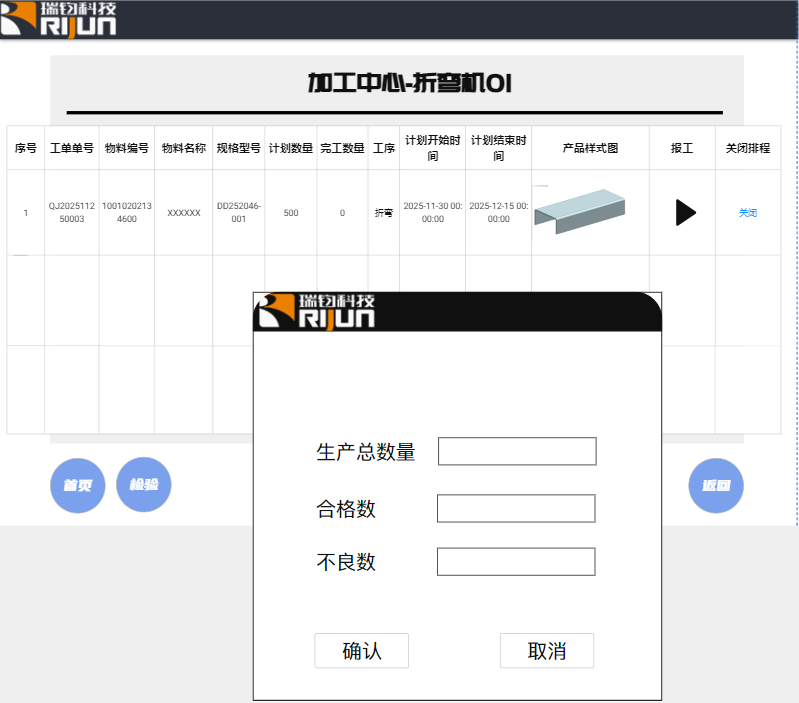 瑞钧科技
RIJUN
加工中心-折弯机01
序号 工单单号 物料编号 物料名称 规格型号 计划数量 完工数量 工序 计划开始时间 计划结束时间 产品样式图 报工 关闭排程
1 QJ202511250003 10010202134600 XXXXXX DD252046-001 500 0 折弯 2025-11-30 00:00:00 2025-12-15 00:00:00 关闭
瑞钧科技
RIJUN
生产总数量
合格数
不良数
确认 取消
首页 检验 返回